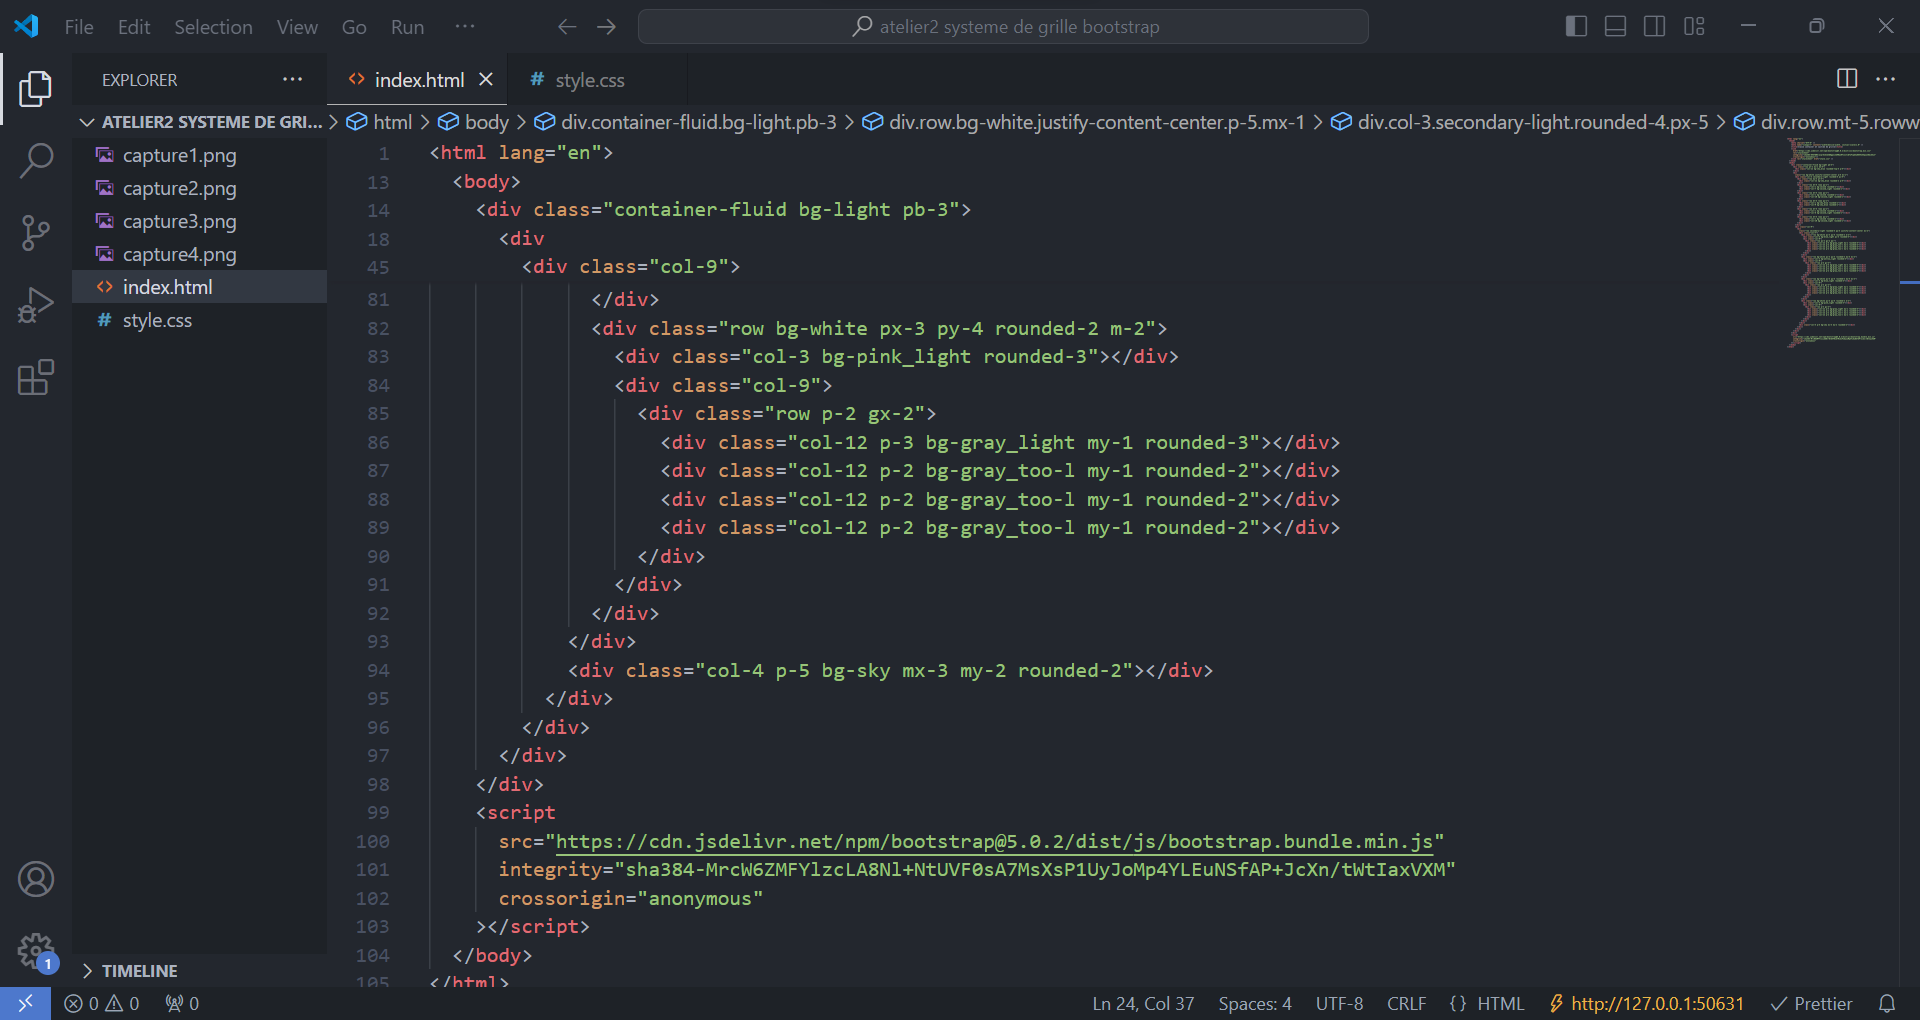 File Edit Selection View Go Run ··· ← → atelier2 systeme de grille bootstrap
EXPLORER ···
index.html
style.css
ATELIER2 SYSTEME DE GRI...
html > body > div.container-fluid.bg-light.pb-3 > div.row.bg-white.justify-content-center.p-5.mx-1 > div.col-3.secondary-light.rounded-4.px-5 > div.row.mt-5.roww
capture1.png
capture2.png
capture3.png
capture4.png
index.html
style.css
1 <html lang="en">
13 <body>
14 <div class="container-fluid bg-light pb-3">
18 <div
45 <div class="col-9">
81 </div>
82 <div class="row bg-white px-3 py-4 rounded-2 m-2">
83 <div class="col-3 bg-pink_light rounded-3"></div>
84 <div class="col-9">
85 <div class="row p-2 gx-2">
86 <div class="col-12 p-3 bg-gray_light my-1 rounded-3"></div>
87 <div class="col-12 p-2 bg-gray_too-l my-1 rounded-2"></div>
88 <div class="col-12 p-2 bg-gray_too-l my-1 rounded-2"></div>
89 <div class="col-12 p-2 bg-gray_too-l my-1 rounded-2"></div>
90 </div>
91 </div>
92 </div>
93 </div>
94 <div class="col-4 p-5 bg-sky mx-3 my-2 rounded-2"></div>
95 </div>
96 </div>
97 </div>
98 </div>
99 <script
100 src="https://cdn.jsdelivr.net/npm/bootstrap@5.0.2/dist/js/bootstrap.bundle.min.js"
101 integrity="sha384-MrcW6ZMFYlzcLA8Nl+NtUVF0sA7MsXsP1UyJoMp4YLEuNSfAP+JcXn/tWtIaxVXM"
102 crossorigin="anonymous"
103 ></script>
104 </body>
105 </html>
TIMELINE
1
0 0 0 Ln 24, Col 37 Spaces: 4 UTF-8 CRLF {} HTML http://127.0.0.1:50631 Prettier